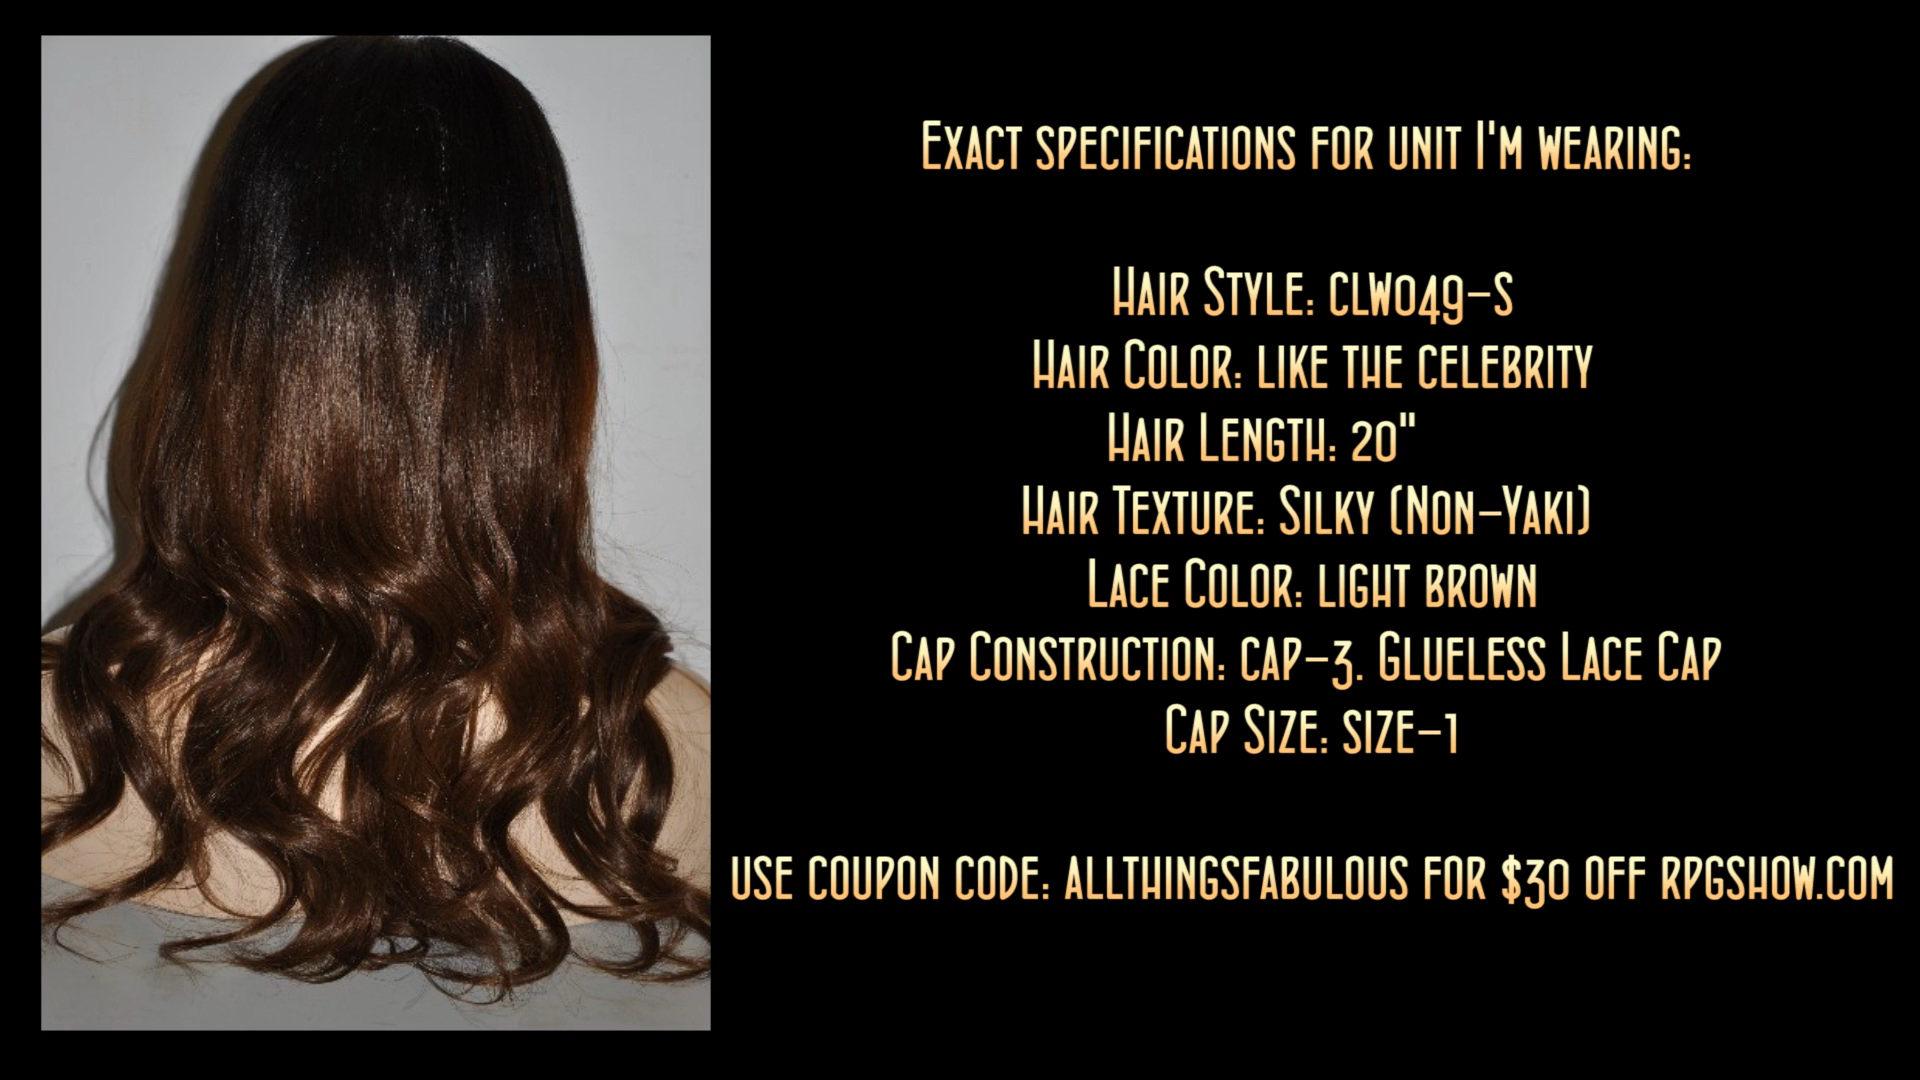 Exact specifications for unit I'm wearing:
Hair Style: CLW049-S
Hair Color: like the celebrity
Hair Length: 20"
Hair Texture: Silky (Non-Yaki)
Lace Color: light brown
Cap Construction: cap-3. Glueless Lace Cap
Cap Size: size-1
USE COUPON CODE: ALLTHINGSFABULOUS FOR $30 OFF RPGSHOW.COM